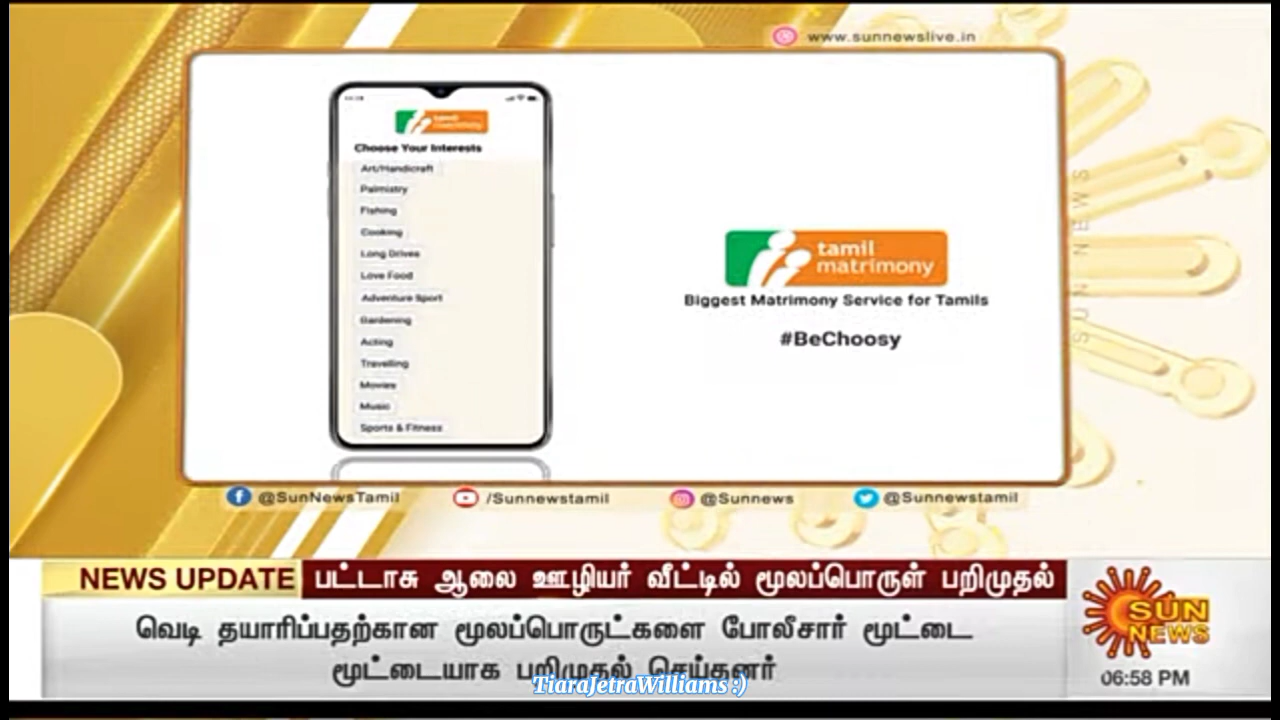 www.sunnewslive.in
tamil
matrimony
Choose Your Interests
Art/Handicraft
Palmistry
Fishing
Cooking
Long Drives
Love Food
Adventure Sport
Gardening
Acting
Travelling
Movies
Music
Sports & Fitness
tamil
matrimony
Biggest Matrimony Service for Tamils
#BeChoosy
SUN NEWS
@SunNewsTamil /Sunnewstamil @Sunnews @Sunnewstamil
NEWS UPDATE பட்டாசு ஆலை ஊழியர் வீட்டில் மூலப்பொருள் பறிமுதல்
வெடி தயாரிப்பதற்கான மூலப்பொருட்களை போலீசார் மூட்டை
மூட்டையாக பறிமுதல் செய்தனர்
SUN
NEWS
06:58 PM
TiaraJetraWilliams :)